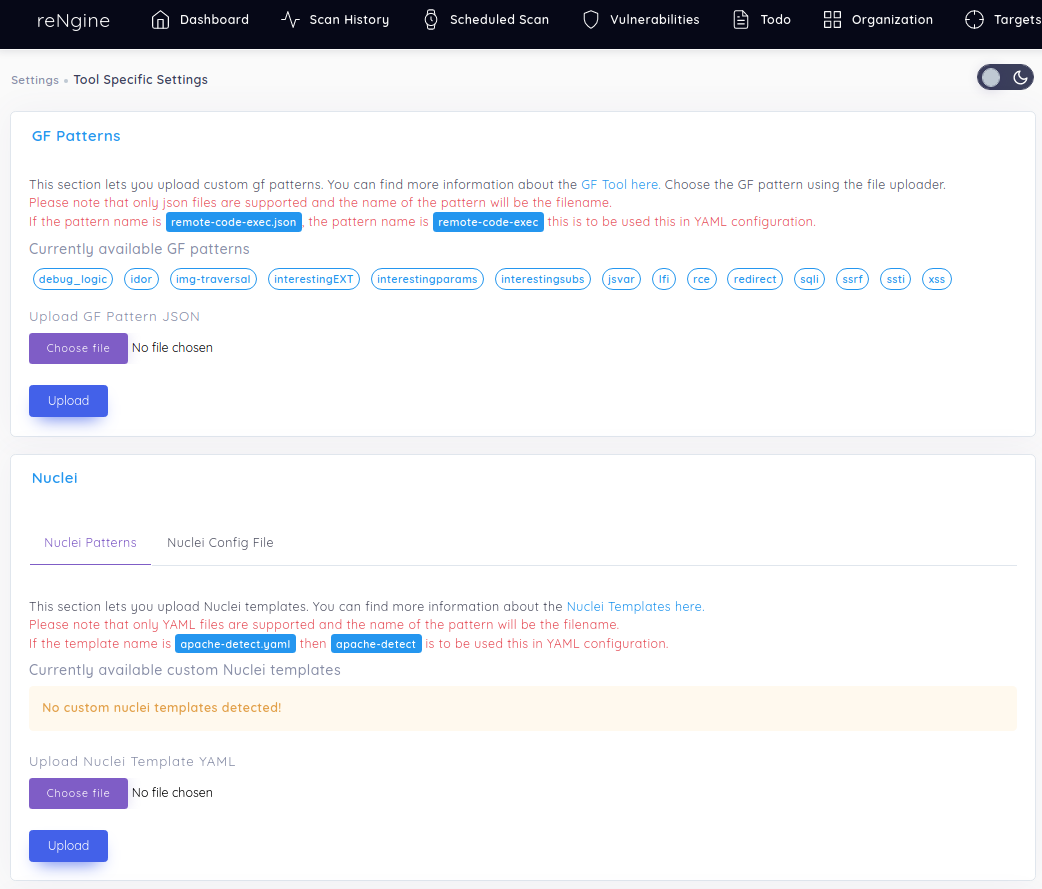 reNgine Dashboard Scan History Scheduled Scan Vulnerabilities Todo Organization Targets
Settings Tool Specific Settings
GF Patterns
This section lets you upload custom gf patterns. You can find more information about the GF Tool here. Choose the GF pattern using the file uploader.
Please note that only json files are supported and the name of the pattern will be the filename.
If the pattern name is remote-code-exec.json, the pattern name is remote-code-exec this is to be used this in YAML configuration.
Currently available GF patterns
debug_logic idor img-traversal interestingEXT interestingparams interestingsubs jsvar lfi rce redirect sqli ssrf ssti xss
Upload GF Pattern JSON
Choose file No file chosen
Upload
Nuclei
Nuclei Patterns Nuclei Config File
This section lets you upload Nuclei templates. You can find more information about the Nuclei Templates here.
Please note that only YAML files are supported and the name of the pattern will be the filename.
If the template name is apache-detect.yaml then apache-detect is to be used this in YAML configuration.
Currently available custom Nuclei templates
No custom nuclei templates detected!
Upload Nuclei Template YAML
Choose file No file chosen
Upload